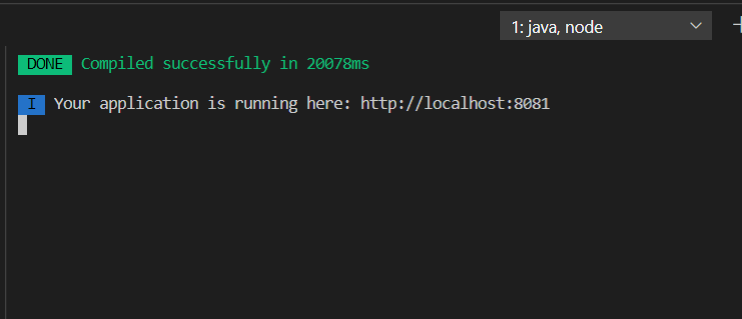 1: java, node
DONE Compiled successfully in 20078ms
I Your application is running here: http://localhost:8081